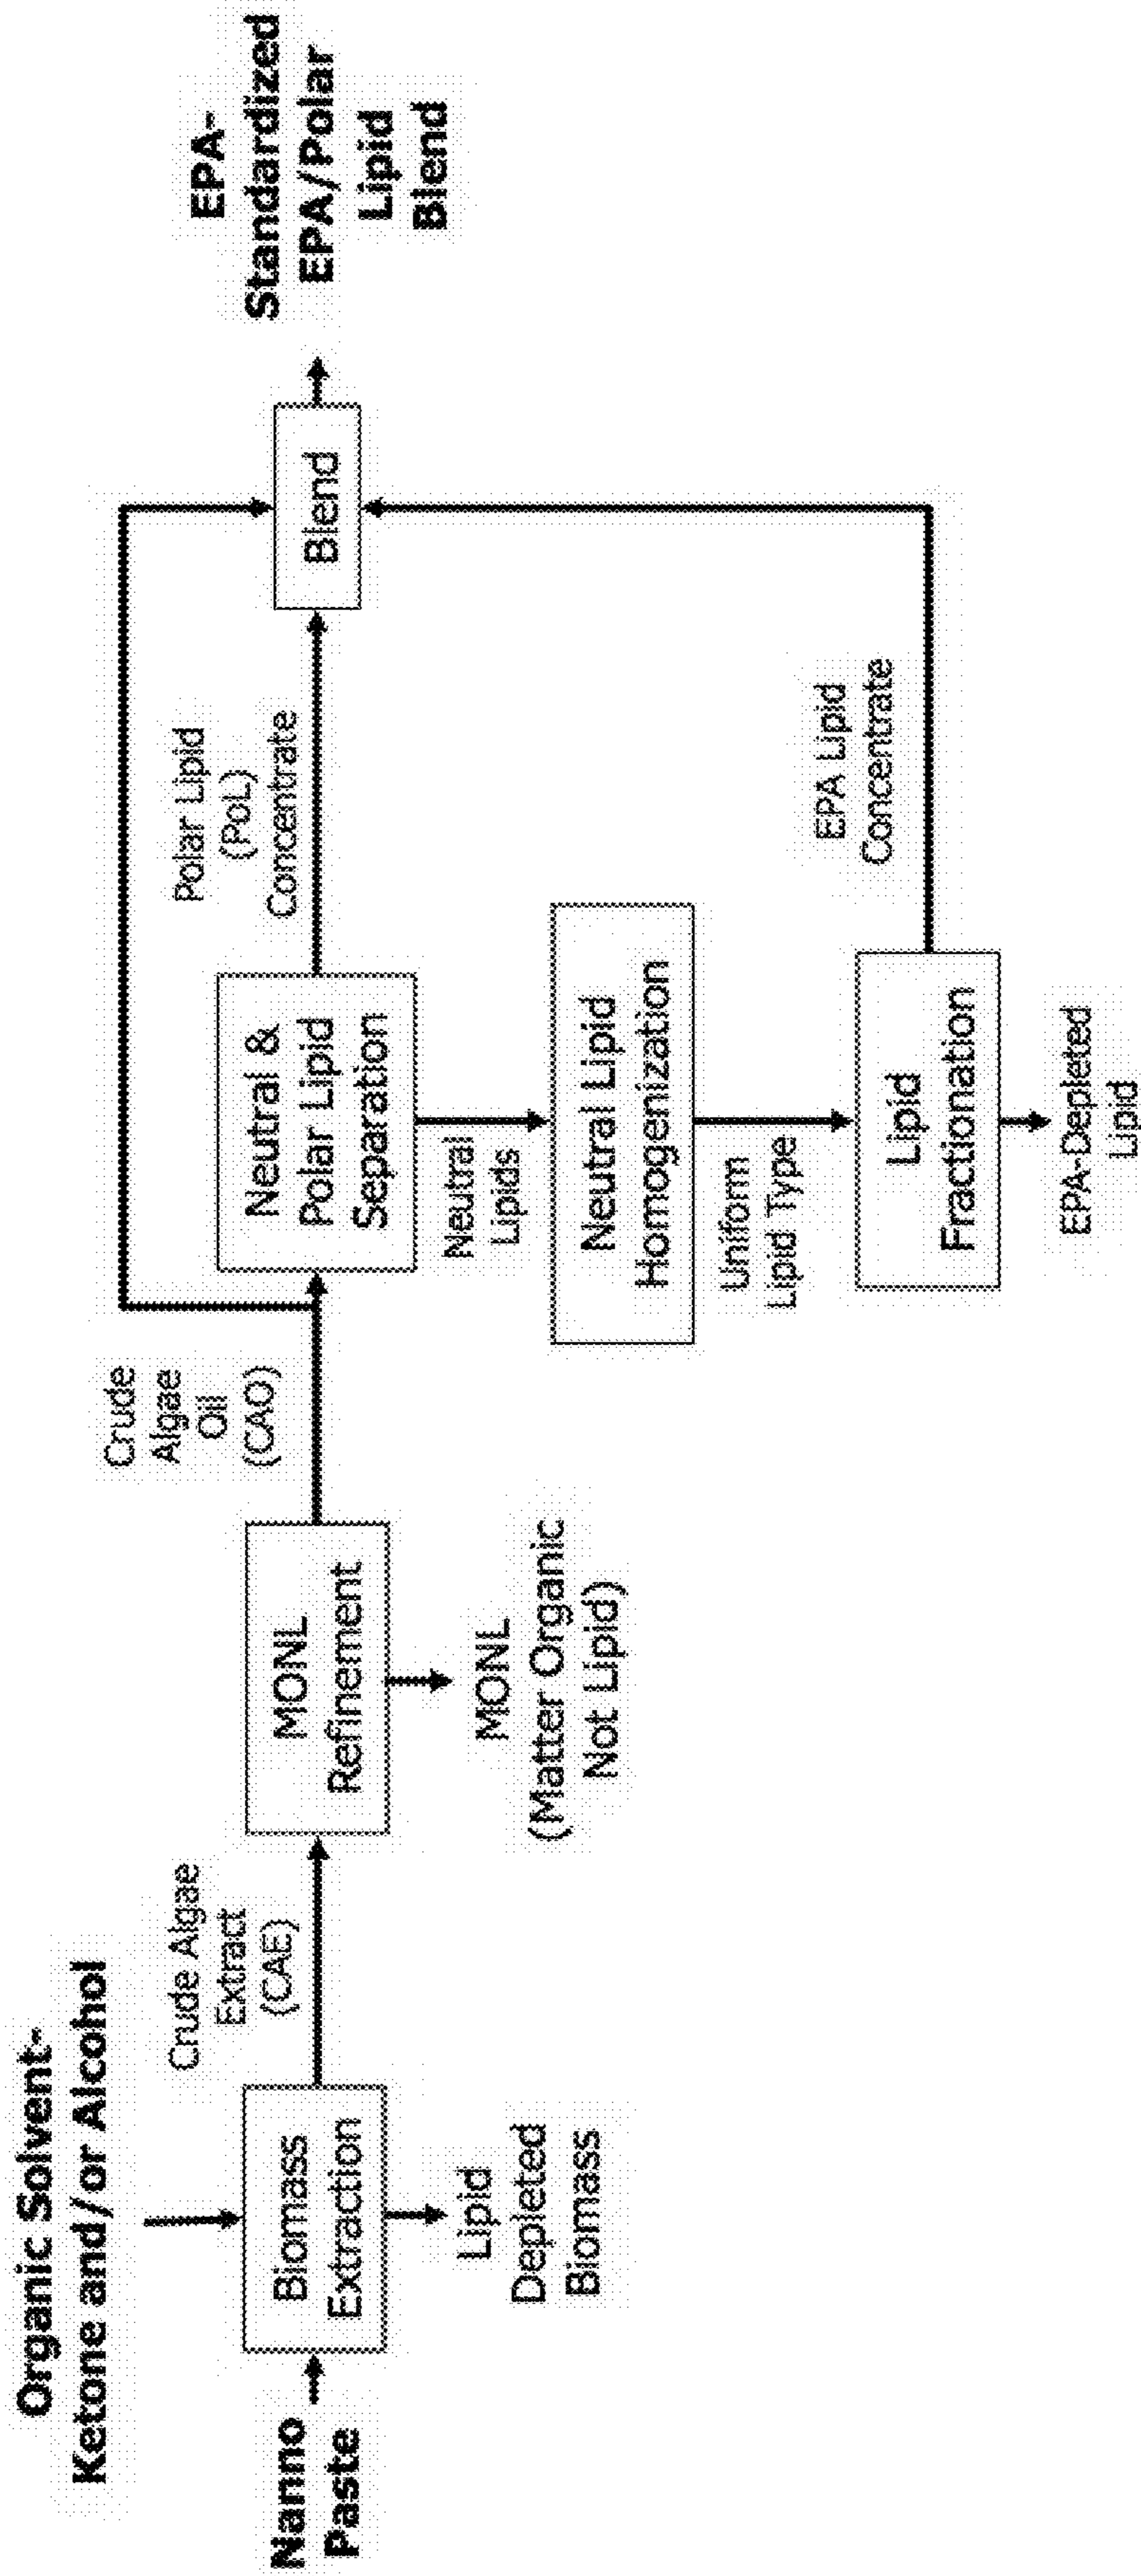 Organic Solvent-
Ketone and/or Alcohol
Nanno
Paste
Biomass
Extraction
Lipid
Depleted
Biomass
Crude Algae
Extract
(CAE)
MONL
Refinement
MONL
(Matter Organic
Not Lipid)
Crude
Algae
Oil
(CAO)
Neutral &
Polar Lipid
Separation
Neutral
Lipids
Neutral Lipid
Homogenization
Uniform
Lipid Type
Lipid
Fractionation
EPA-Depleted
Lipid
Polar Lipid
(PoL)
Concentrate
EPA Lipid
Concentrate
Blend
EPA-
Standardized
EPA/Polar
Lipid
Blend